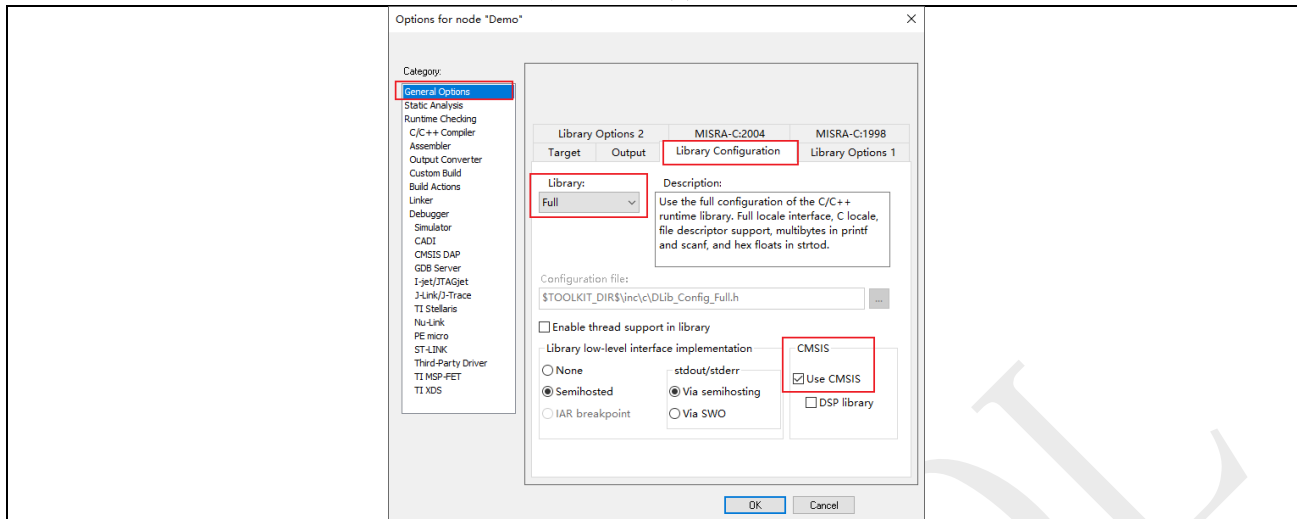 Options for node "Demo"
Category:
General Options
Static Analysis
Runtime Checking
C/C++ Compiler
Assembler
Output Converter
Custom Build
Build Actions
Linker
Debugger
Simulator
CADI
CMSIS DAP
GDB Server
I-jet/JTAGjet
J-Link/J-Trace
TI Stellaris
Nu-Link
PE micro
ST-LINK
Third-Party Driver
TI MSP-FET
TI XDS
Library Options 2 MISRA-C:2004 MISRA-C:1998
Target Output Library Configuration Library Options 1
Library:
Full
Description:
Use the full configuration of the C/C++
runtime library. Full locale interface, C locale,
file descriptor support, multibytes in printf
and scanf, and hex floats in strtod.
Configuration file:
$TOOLKIT_DIR$\inc\c\DLib_Config_Full.h
...
Enable thread support in library
Library low-level interface implementation
None
Semihosted
IAR breakpoint
stdout/stderr
Via semihosting
Via SWO
CMSIS
Use CMSIS
DSP library
OK Cancel